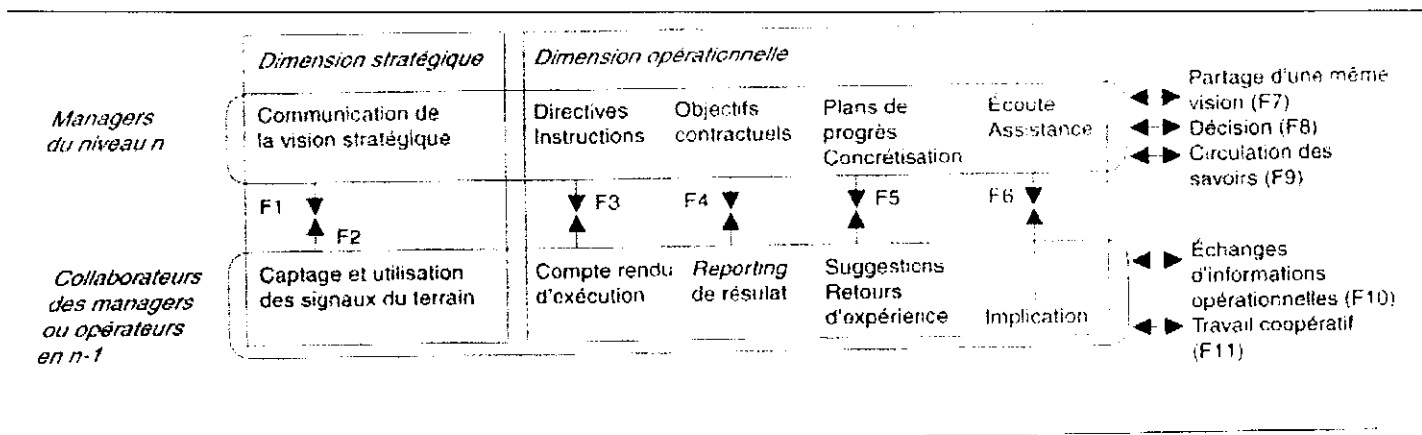 Dimension stratégique
Dimension opérationnelle
Managers
du niveau n
Communication de
la vision stratégique
Directives
Instructions
Objectifs
contractuels
Plans de
progrès
Concrétisation
Écoute
Assistance
Partage d'une même
vision (F7)
Décision (F8)
Circulation des
savoirs (F9)
F1
F2
F3
F4
F5
F6
Collaborateurs
des managers
ou opérateurs
en n-1
Captage et utilisation
des signaux du terrain
Compte rendu
d'exécution
Reporting
de résulat
Suggestions
Retours
d'expérience
Implication
Échanges
d'informations
opérationnelles (F10)
Travail coopératif
(F11)